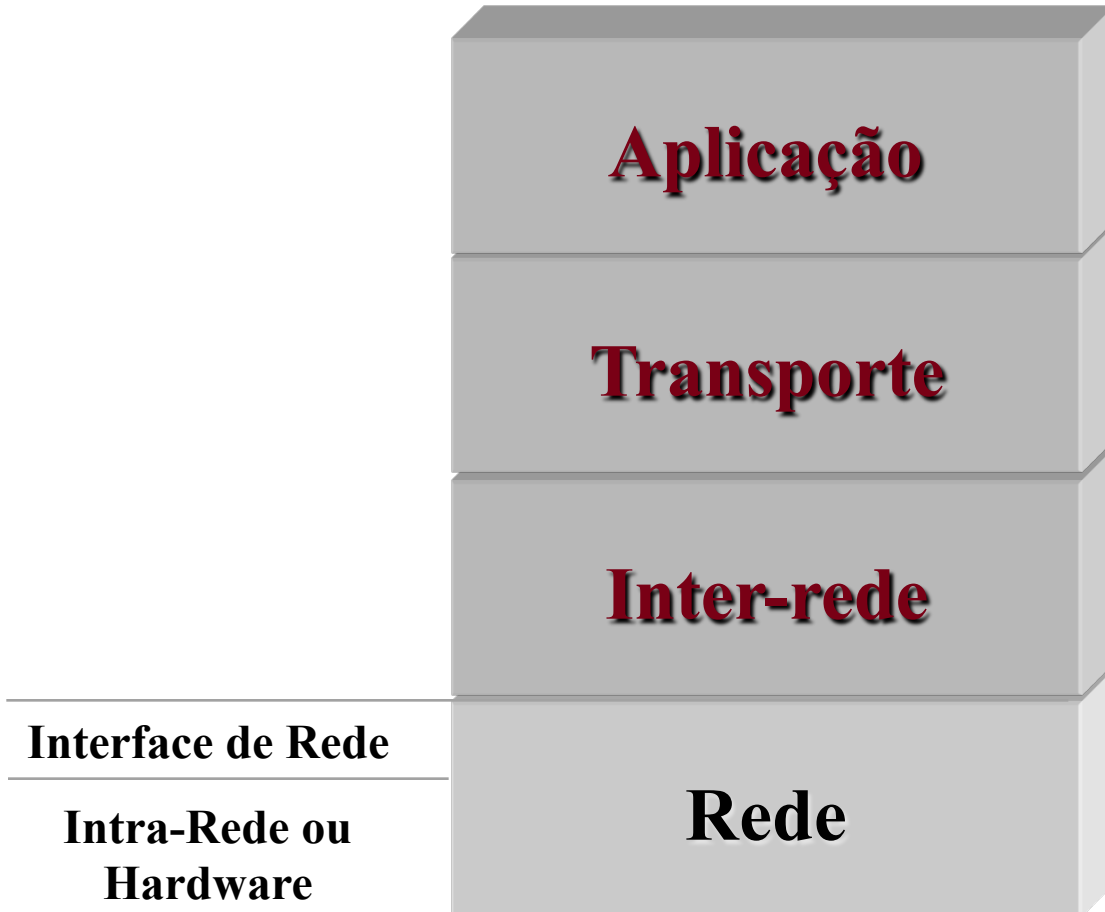 Aplicação
Transporte
Inter-rede
Interface de Rede
Intra-Rede ou
Hardware
Rede